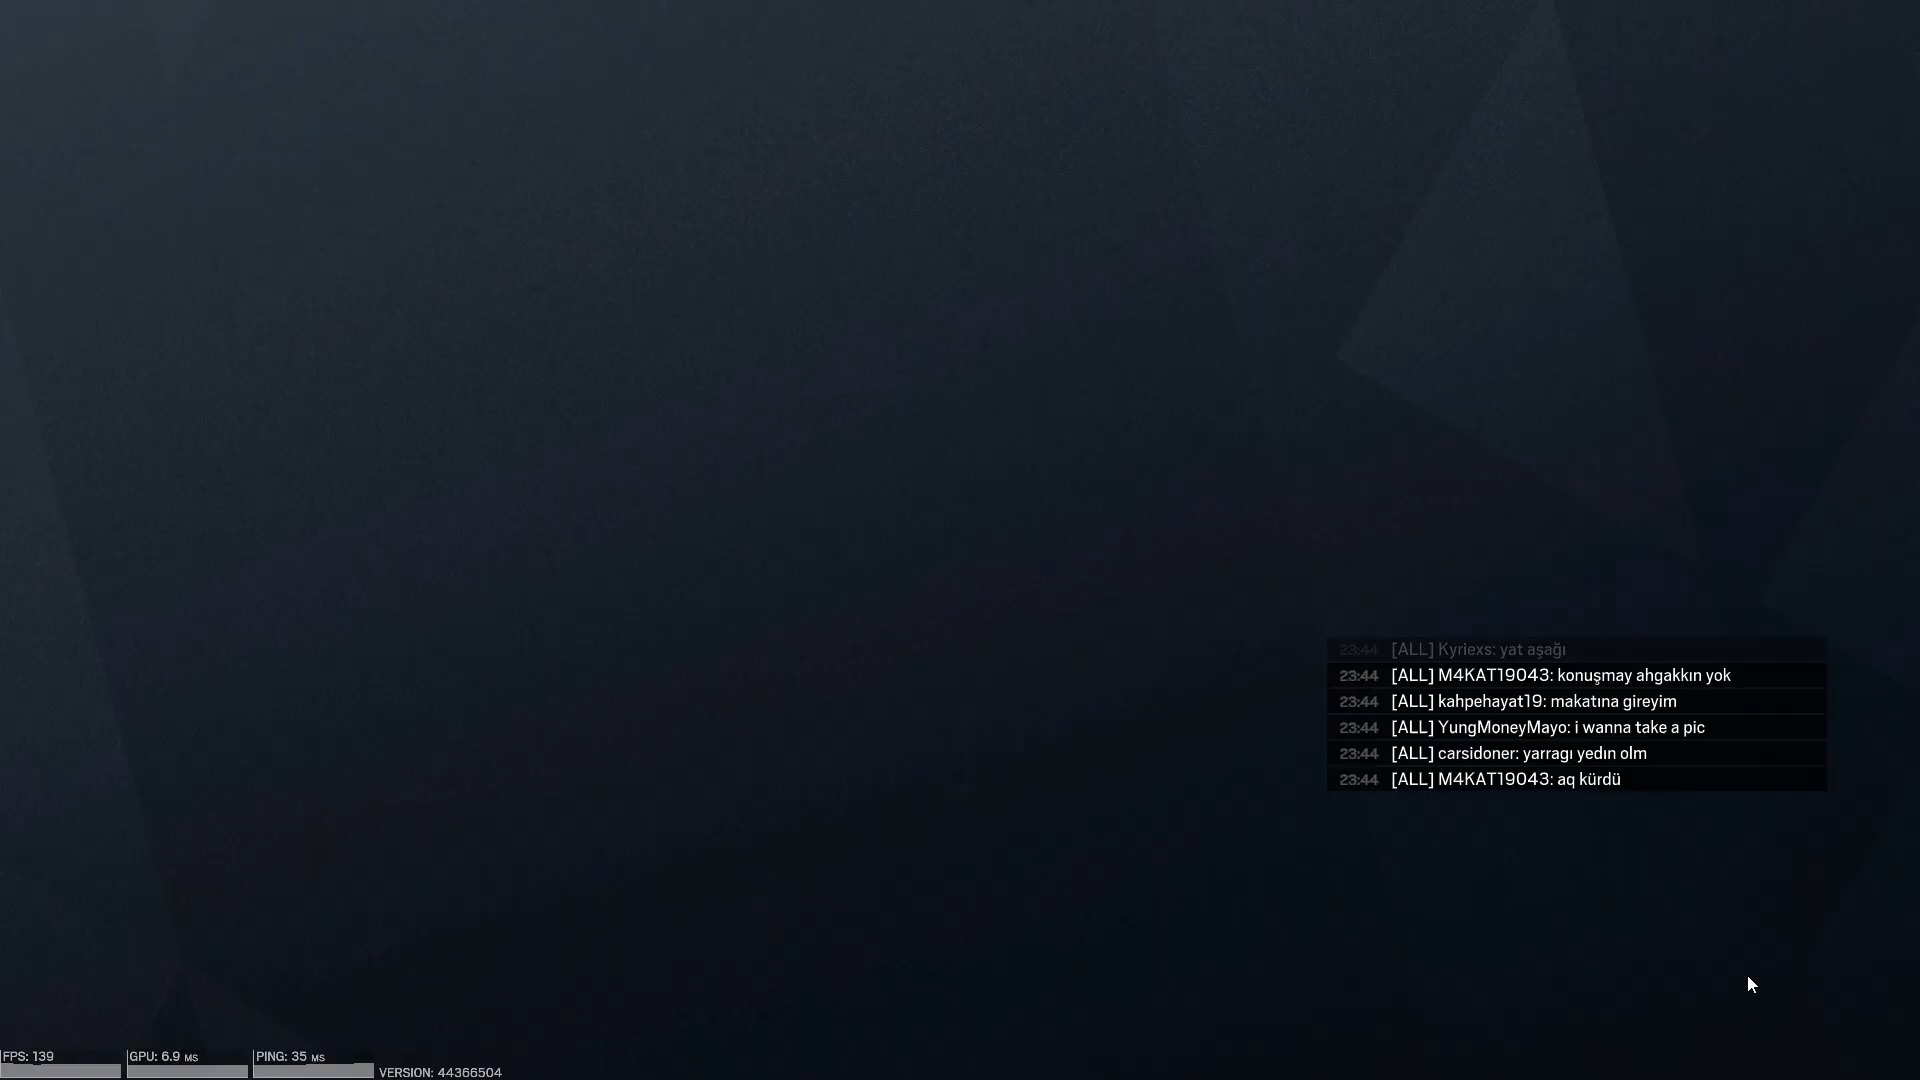 23:44 [ALL] Kyriexs: yat aşağı
23:44 [ALL] M4KAT19043: konuşmay ahgakkın yok
23:44 [ALL] kahpehayat19: makatına gireyim
23:44 [ALL] YungMoneyMayo: i wanna take a pic
23:44 [ALL] carsidoner: yarragı yedın olm
23:44 [ALL] M4KAT19043: aq kürdü
FPS: 139 GPU: 6.9 MS PING: 35 MS
VERSION: 44366504